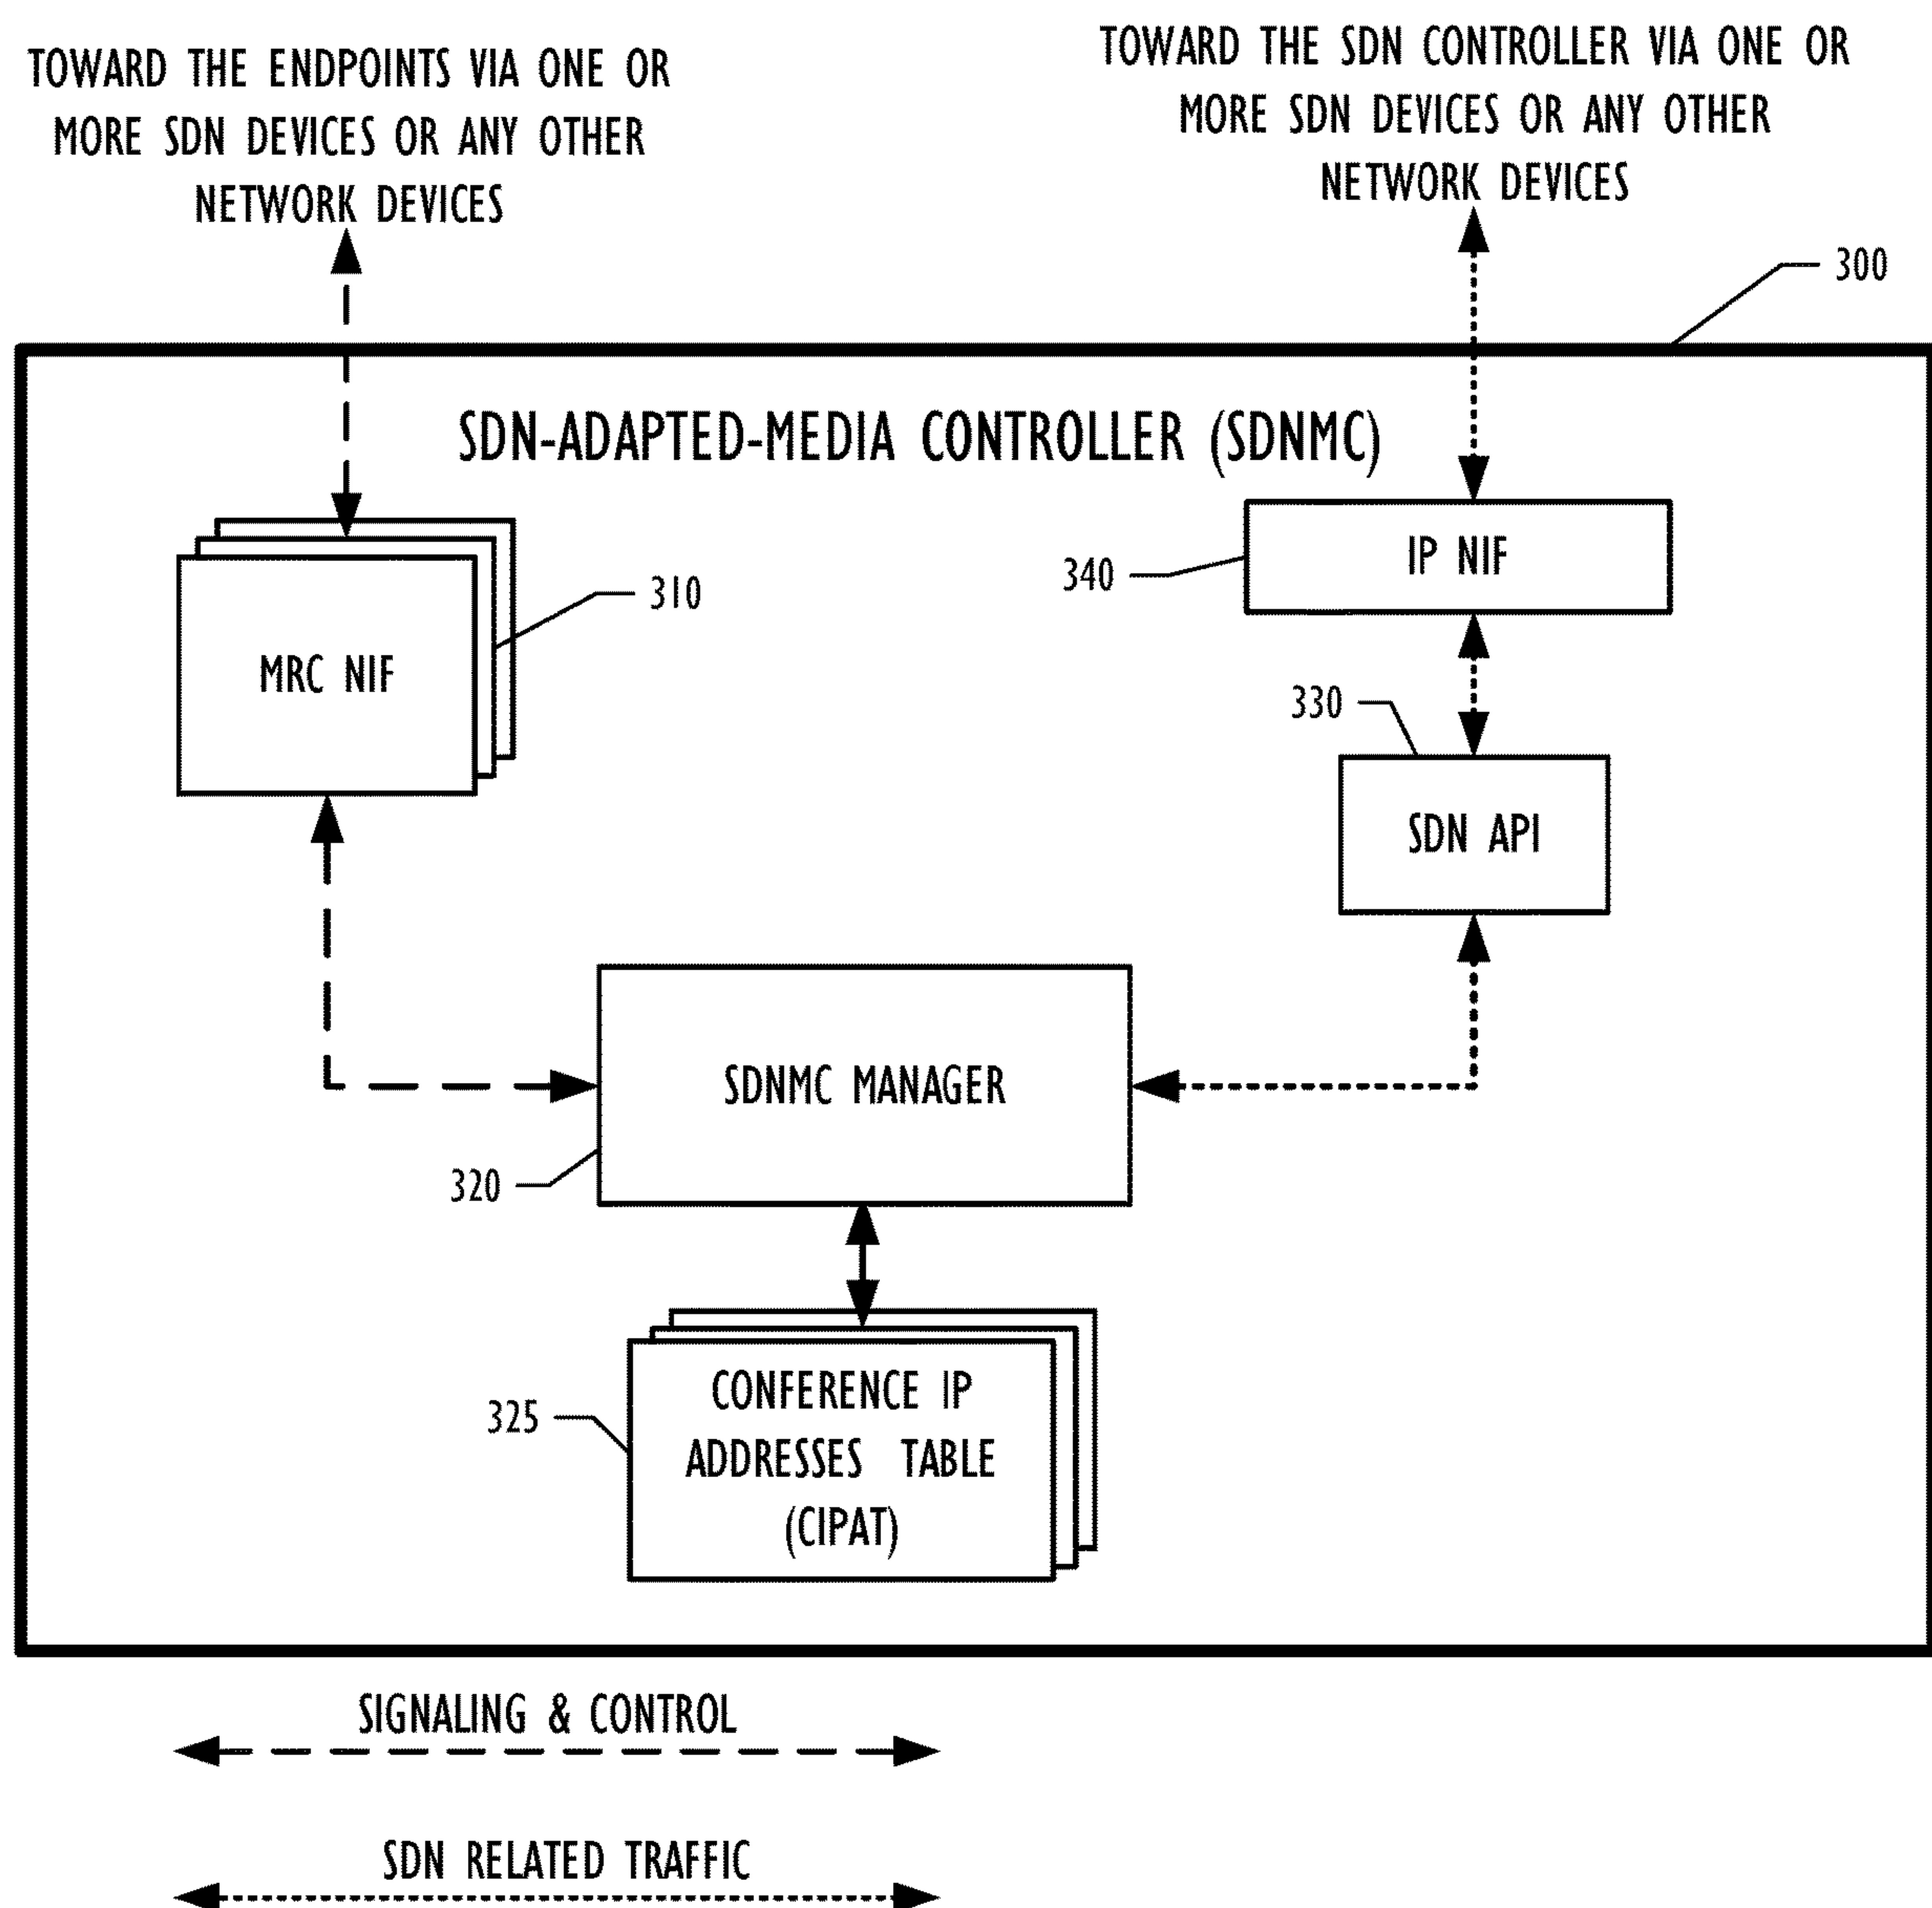 TOWARD THE ENDPOINTS VIA ONE OR
MORE SDN DEVICES OR ANY OTHER
NETWORK DEVICES
TOWARD THE SDN CONTROLLER VIA ONE OR
MORE SDN DEVICES OR ANY OTHER
NETWORK DEVICES
300
SDN-ADAPTED-MEDIA CONTROLLER (SDNMC)
MRC NIF
310
IP NIF
340
330
SDN API
SDNMC MANAGER
320
CONFERENCE IP
ADDRESSES TABLE
(CIPAT)
325
SIGNALING & CONTROL
SDN RELATED TRAFFIC